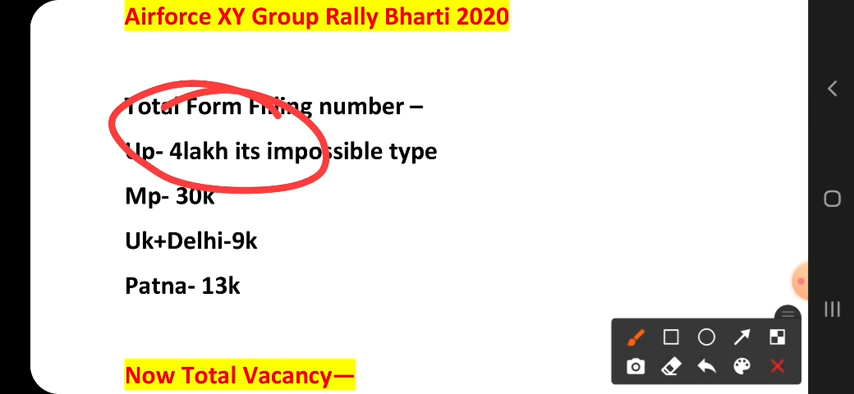 Airforce XY Group Rally Bharti 2020
Total Form Filling number –
Up- 4lakh its impossible type
Mp- 30k
Uk+Delhi-9k
Patna- 13k
Now Total Vacancy—